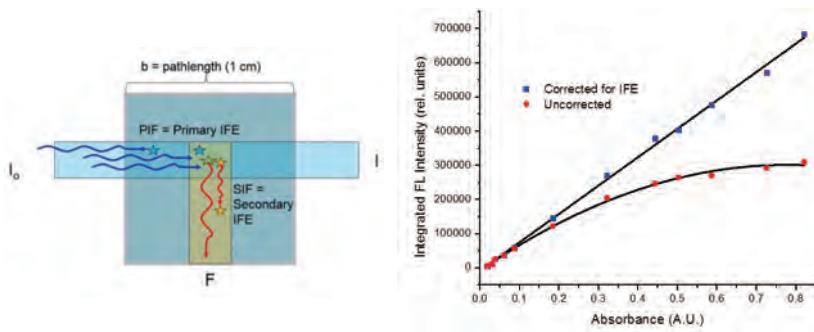 b = pathlength (1 cm)
PIF = Primary IFE
I₀
I
SIF =
Secondary
IFE
F
Integrated FL Intensity (rel. units)
700000
600000
500000
400000
300000
200000
100000
0
Corrected for IFE
Uncorrected
0.0 0.1 0.2 0.3 0.4 0.5 0.6 0.7 0.8
Absorbance (A.U.)